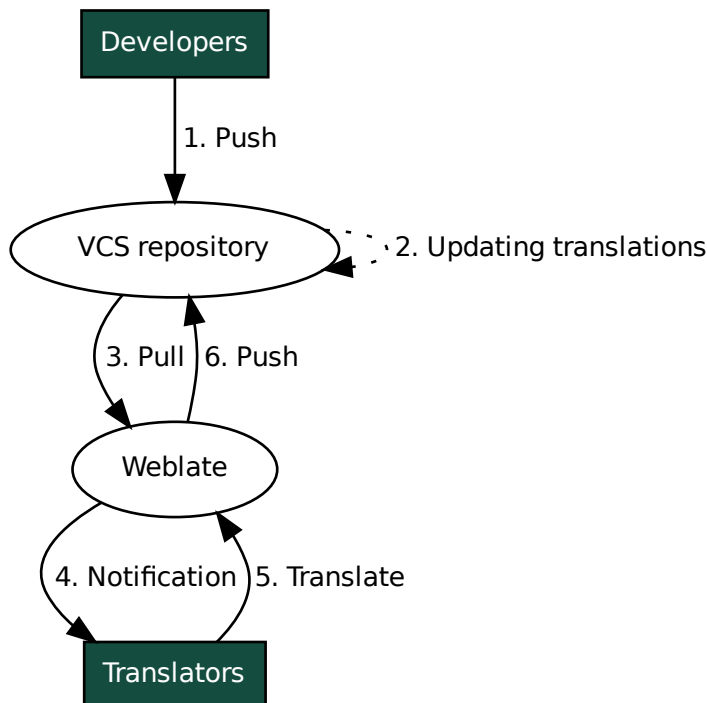 Developers
1. Push
VCS repository
2. Updating translations
3. Pull
6. Push
Weblate
4. Notification
5. Translate
Translators